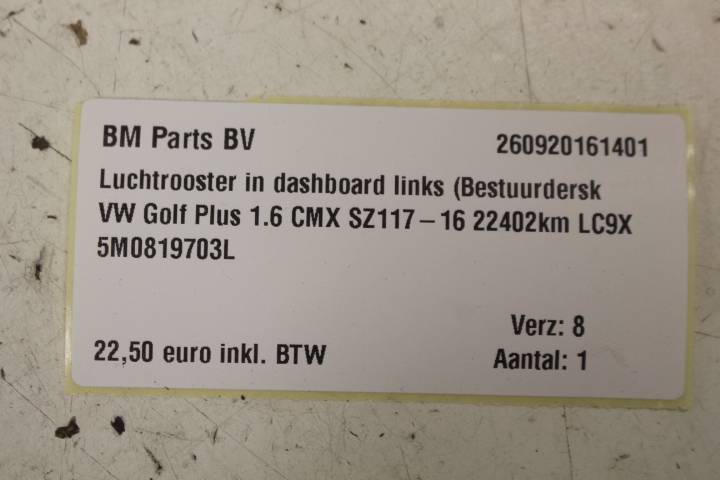 BM Parts BV 260920161401
Luchtrooster in dashboard links (Bestuurdersk
VW Golf Plus 1.6 CMX SZ117-16 22402km LC9X
5M0819703L
Verz: 8
22,50 euro inkl. BTW Aantal: 1